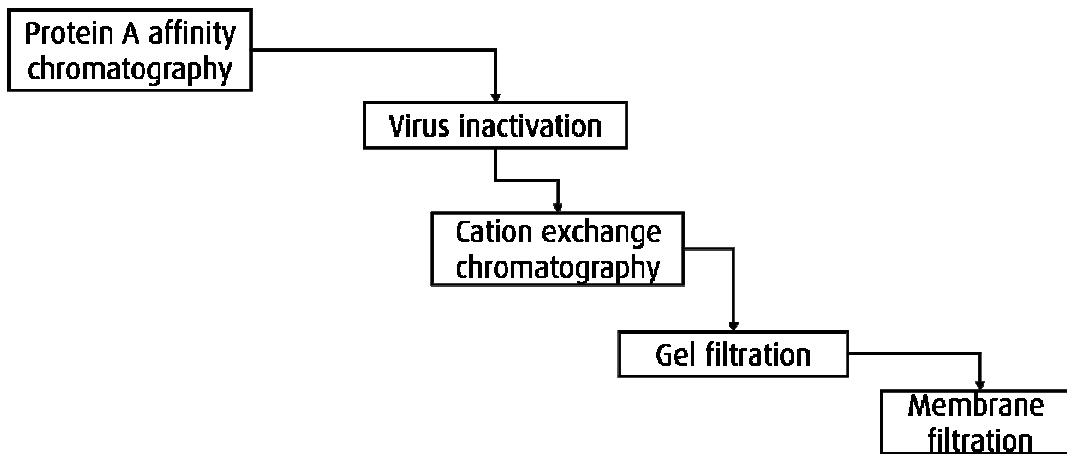 Protein A affinity
chromatography
Virus inactivation
Cation exchange
chromatography
Gel filtration
Membrane
filtration